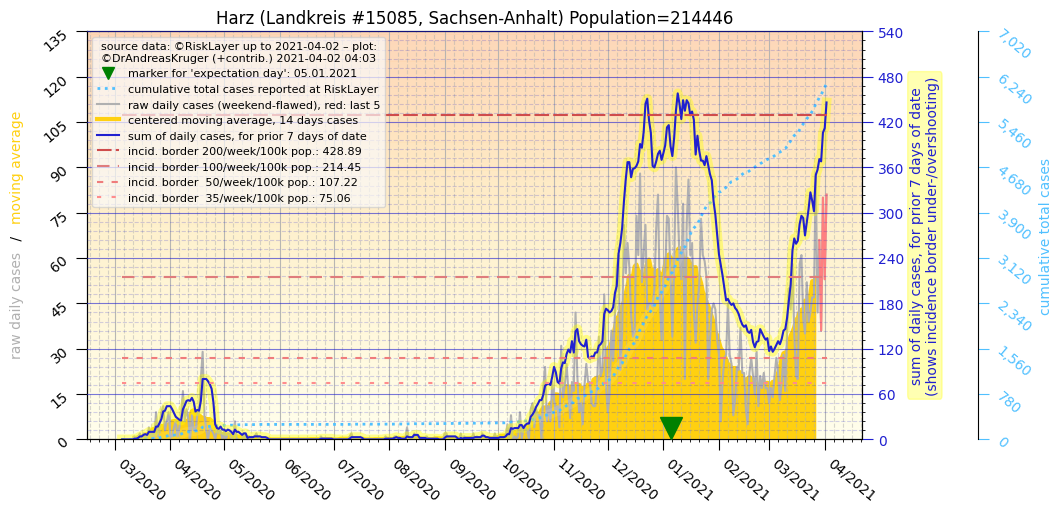 Harz (Landkreis #15085, Sachsen-Anhalt) Population=214446
source data: ©RiskLayer up to 2021-04-02 – plot:
©DrAndreasKruger (+contrib.) 2021-04-02 04:03
marker for 'expectation day': 05.01.2021
cumulative total cases reported at RiskLayer
raw daily cases (weekend-flawed), red: last 5
centered moving average, 14 days cases
sum of daily cases, for prior 7 days of date
incid. border 200/week/100k pop.: 428.89
incid. border 100/week/100k pop.: 214.45
incid. border 50/week/100k pop.: 107.22
incid. border 35/week/100k pop.: 75.06
raw daily cases / moving average
135
120
105
90
75
60
45
30
15
0
03/2020
04/2020
05/2020
06/2020
07/2020
08/2020
09/2020
10/2020
11/2020
12/2020
01/2021
02/2021
03/2021
04/2021
540
480
420
360
300
240
180
120
60
0
sum of daily cases, for prior 7 days of date
(shows incidence border under-/overshooting)
7,020
6,240
5,460
4,680
3,900
3,120
2,340
1,560
780
0
cumulative total cases